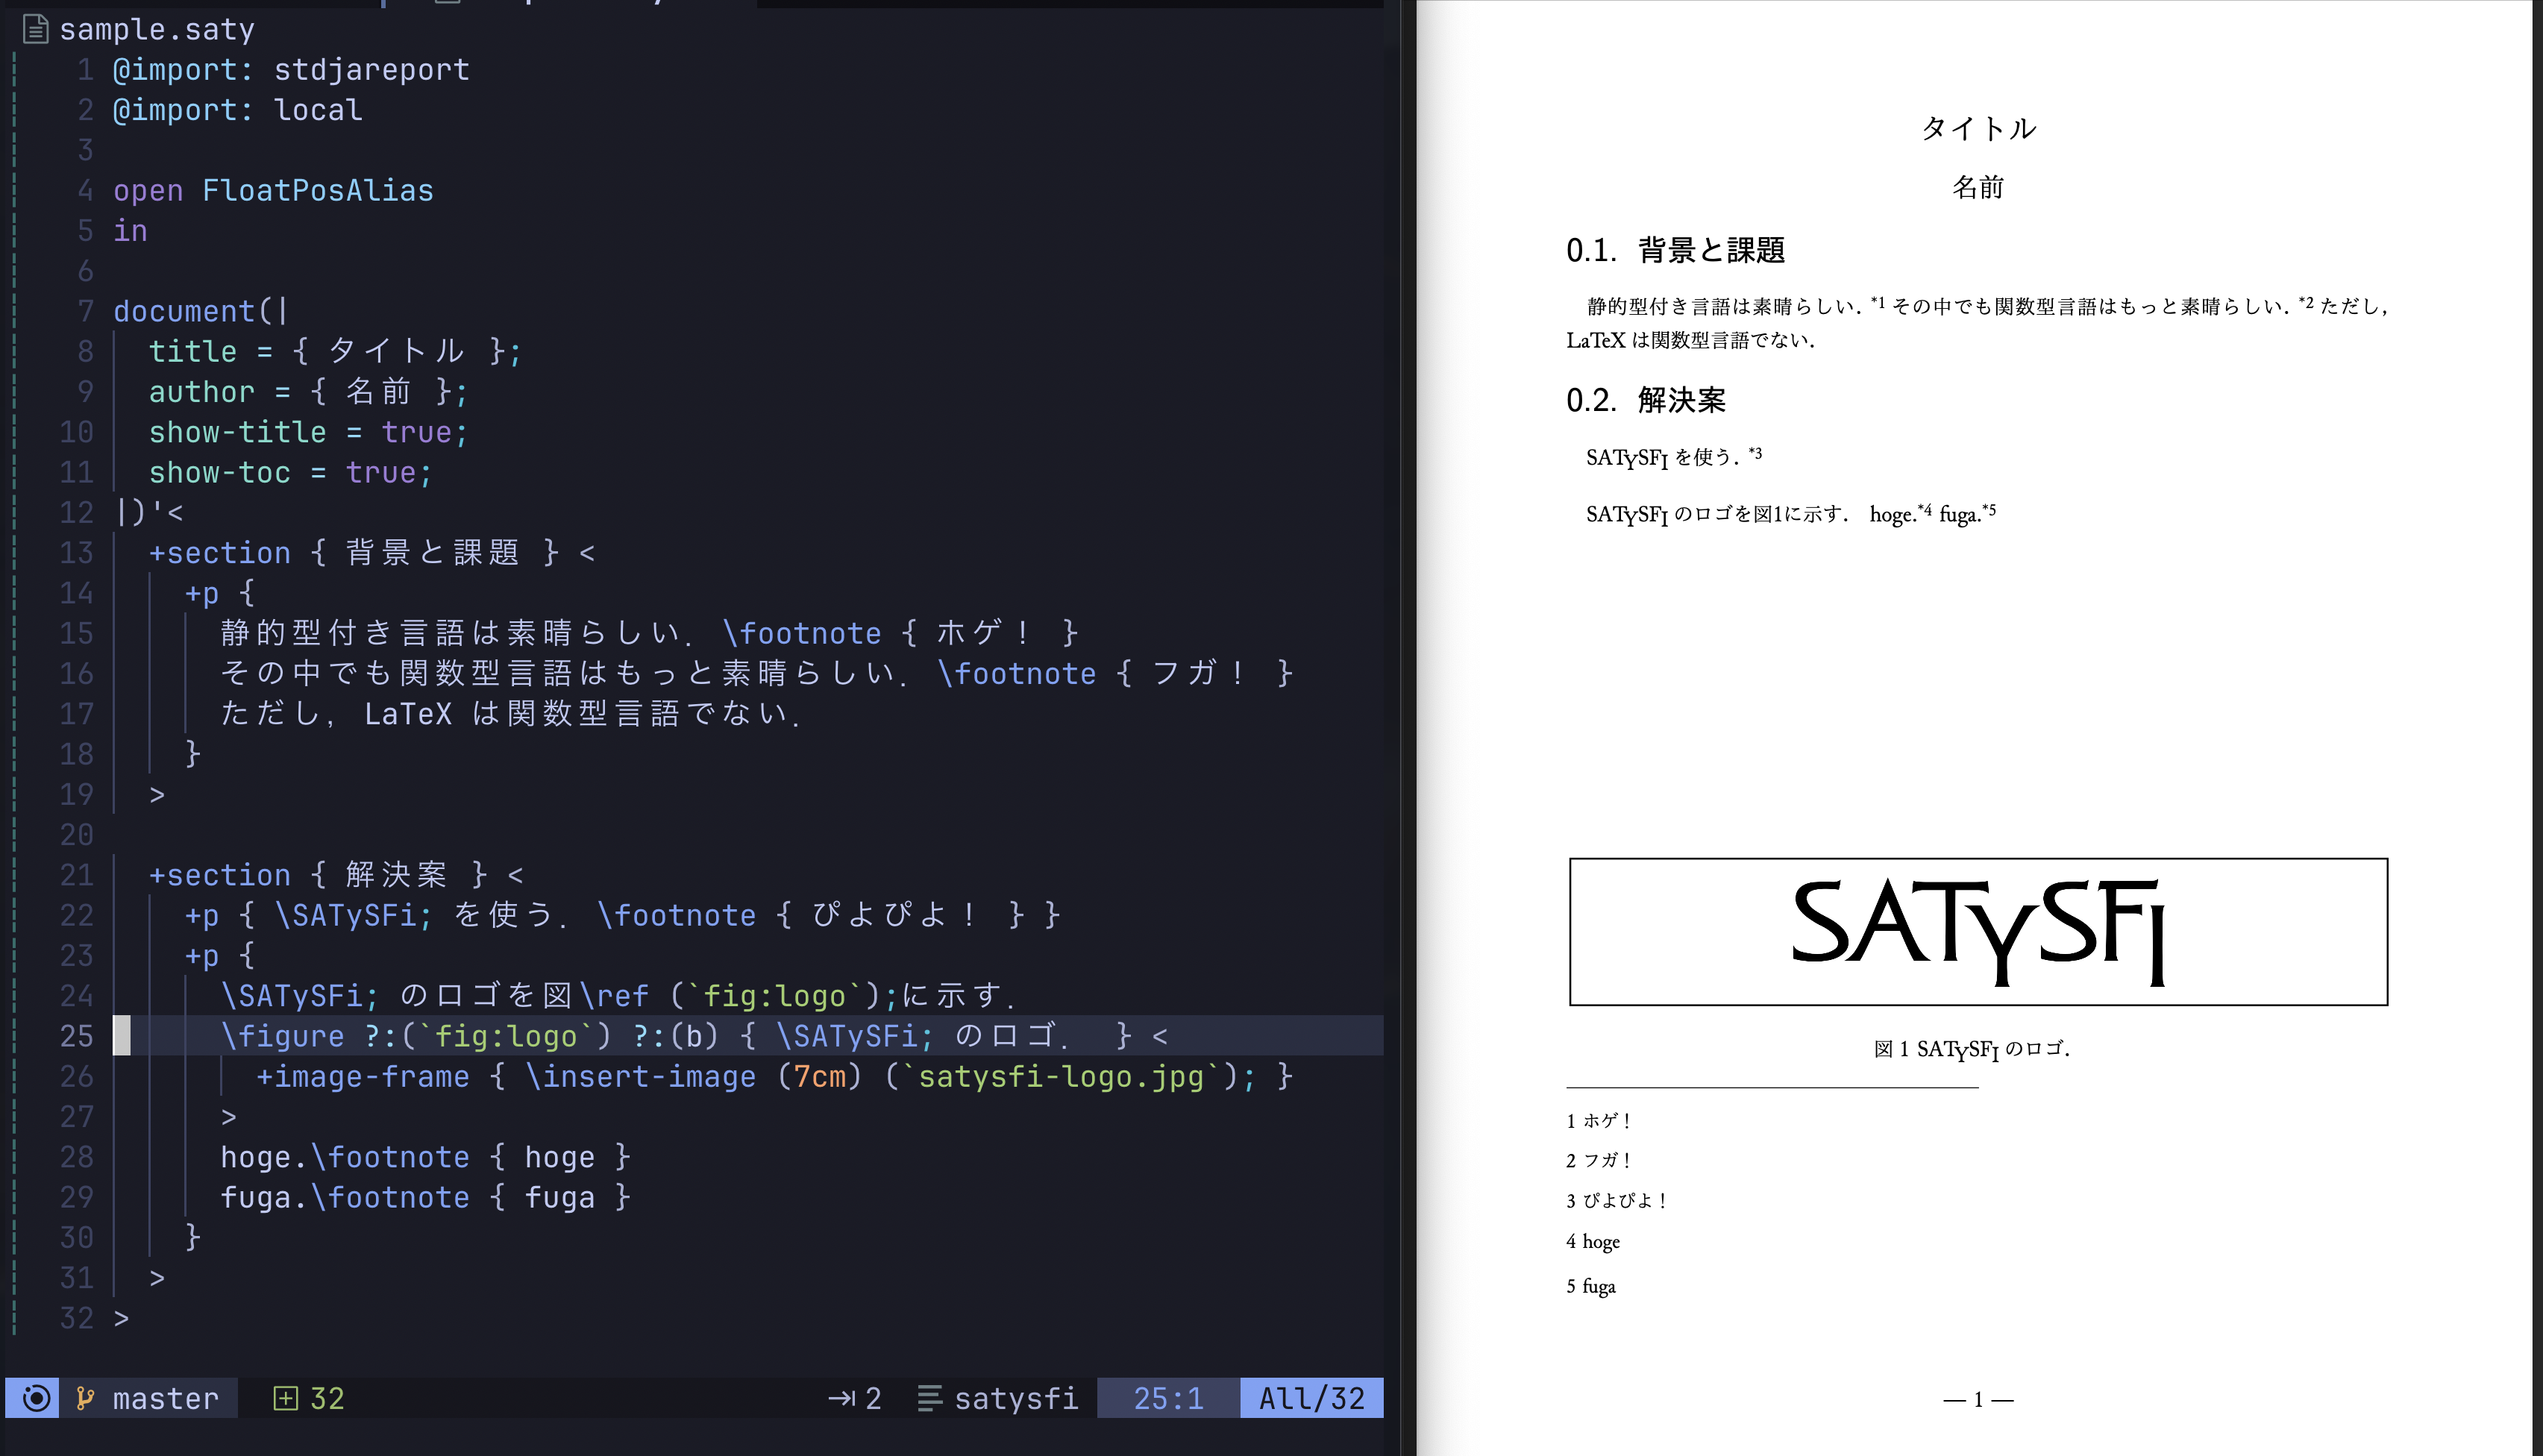 sample.saty
1 @import: stdjareport
2 @import: local
3
4 open FloatPosAlias
5 in
6
7 document(|
8 title = { タイトル };
9 author = { 名前 };
10 show-title = true;
11 show-toc = true;
12 |)'<
13 +section { 背景と課題 } <
14 +p {
15 静的型付き言語は素晴らしい．\footnote { ホゲ！ }
16 その中でも関数型言語はもっと素晴らしい．\footnote { フガ！ }
17 ただし，LaTeX は関数型言語でない．
18 }
19 >
20
21 +section { 解決案 } <
22 +p { \SATySFi; を使う．\footnote { ぴよぴよ！ } }
23 +p {
24 \SATySFi; のロゴを図\ref (`fig:logo`);に示す．
25 \figure ?:(`fig:logo`) ?:(b) { \SATySFi; のロゴ． } <
26 +image-frame { \insert-image (7cm) (`satysfi-logo.jpg`); }
27 >
28 hoge.\footnote { hoge }
29 fuga.\footnote { fuga }
30 }
31 >
32 >
master 32 2 satysfi 25:1 All/32
タイトル
名前
0.1. 背景と課題
静的型付き言語は素晴らしい．*1 その中でも関数型言語はもっと素晴らしい．*2 ただし，
LaTeX は関数型言語でない．
0.2. 解決案
SATYSFI を使う．*3
SATYSFI のロゴを図1に示す． hoge.*4 fuga.*5
SATYSFI
図 1 SATYSFI のロゴ．
1 ホゲ！
2 フガ！
3 ぴよぴよ！
4 hoge
5 fuga
— 1 —